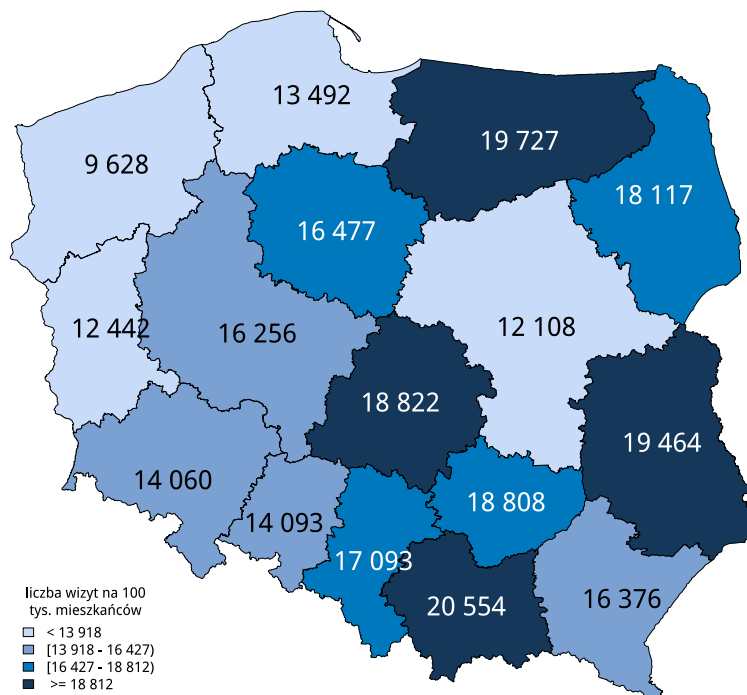 13 492
19 727
9 628
18 117
16 477
12 442
16 256
12 108
18 822
19 464
14 060
18 808
14 093
17 093
20 554
16 376
liczba wizyt na 100
tys. mieszkańców
< 13 918
[13 918 - 16 427)
[16 427 - 18 812)
>= 18 812